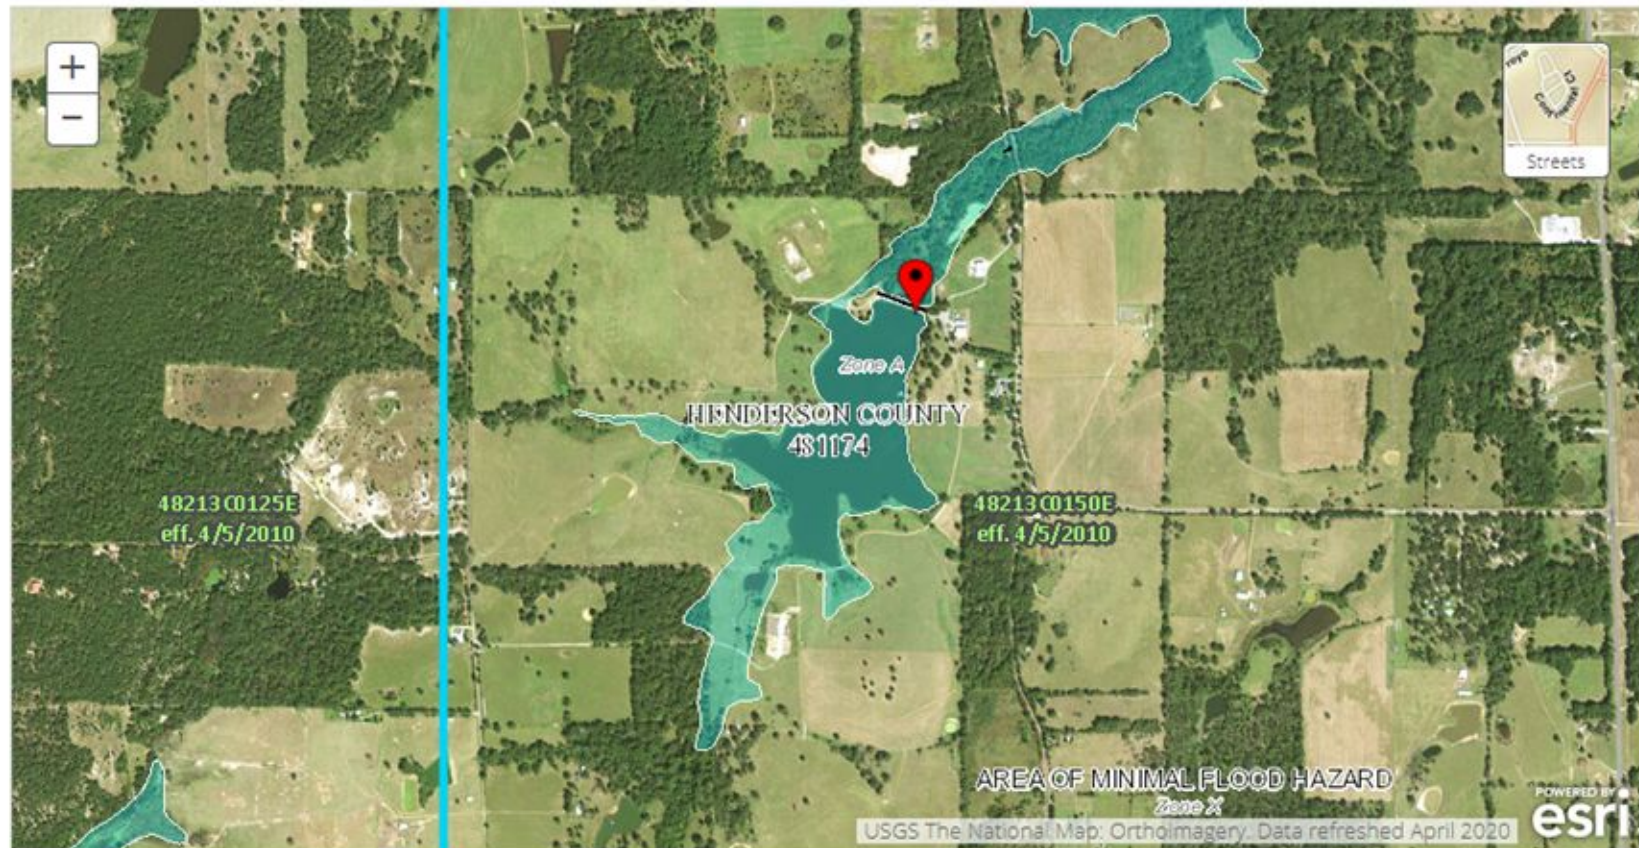 +
−
Streets
Zone A
HENDERSON COUNTY
481174
48213C0125E
eff. 4/5/2010
48213C0150E
eff. 4/5/2010
AREA OF MINIMAL FLOOD HAZARD
Zone X
USGS The National Map: Orthoimagery. Data refreshed April 2020
POWERED BY
esri